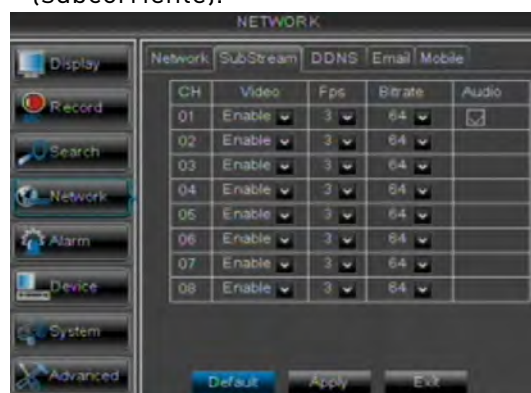 (subcorriente).
NETWORK
Display
Record
Search
Network
Alarm
Device
System
Advanced
Network SubStream DDNS Email Mobile
CH Video Fps Bitrate Audio
01 Enable 3 64
02 Enable 3 64
03 Enable 3 64
04 Enable 3 64
05 Enable 3 64
06 Enable 3 64
07 Enable 3 64
08 Enable 3 64
Default Apply Exit